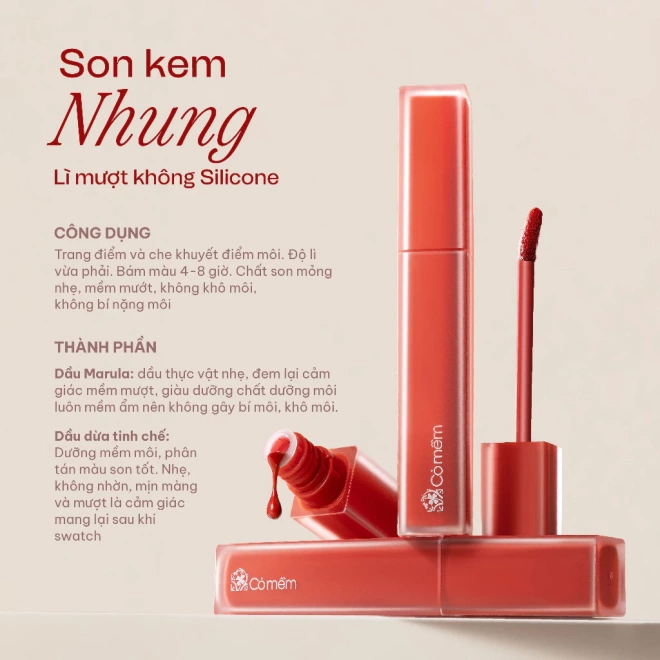 Son kem
Nhung
Lì mượt không Silicone
CÔNG DỤNG
Trang điểm và che khuyết điểm môi. Độ lì
vừa phải. Bám màu 4-8 giờ. Chất son mỏng
nhẹ, mềm mướt, không khô môi,
không bí nặng môi
THÀNH PHẦN
Dầu Marula: dầu thực vật nhẹ, đem lại cảm
giác mềm mượt, giàu dưỡng chất dưỡng môi
luôn mềm ẩm nên không gây bí môi, khô môi.
Dầu dừa tinh chế:
Dưỡng mềm môi, phân
tán màu son tốt. Nhẹ,
không nhờn, mịn màng
và mượt là cảm giác
mang lại sau khi
swatch
Cỏ mềm
Cỏ mềm